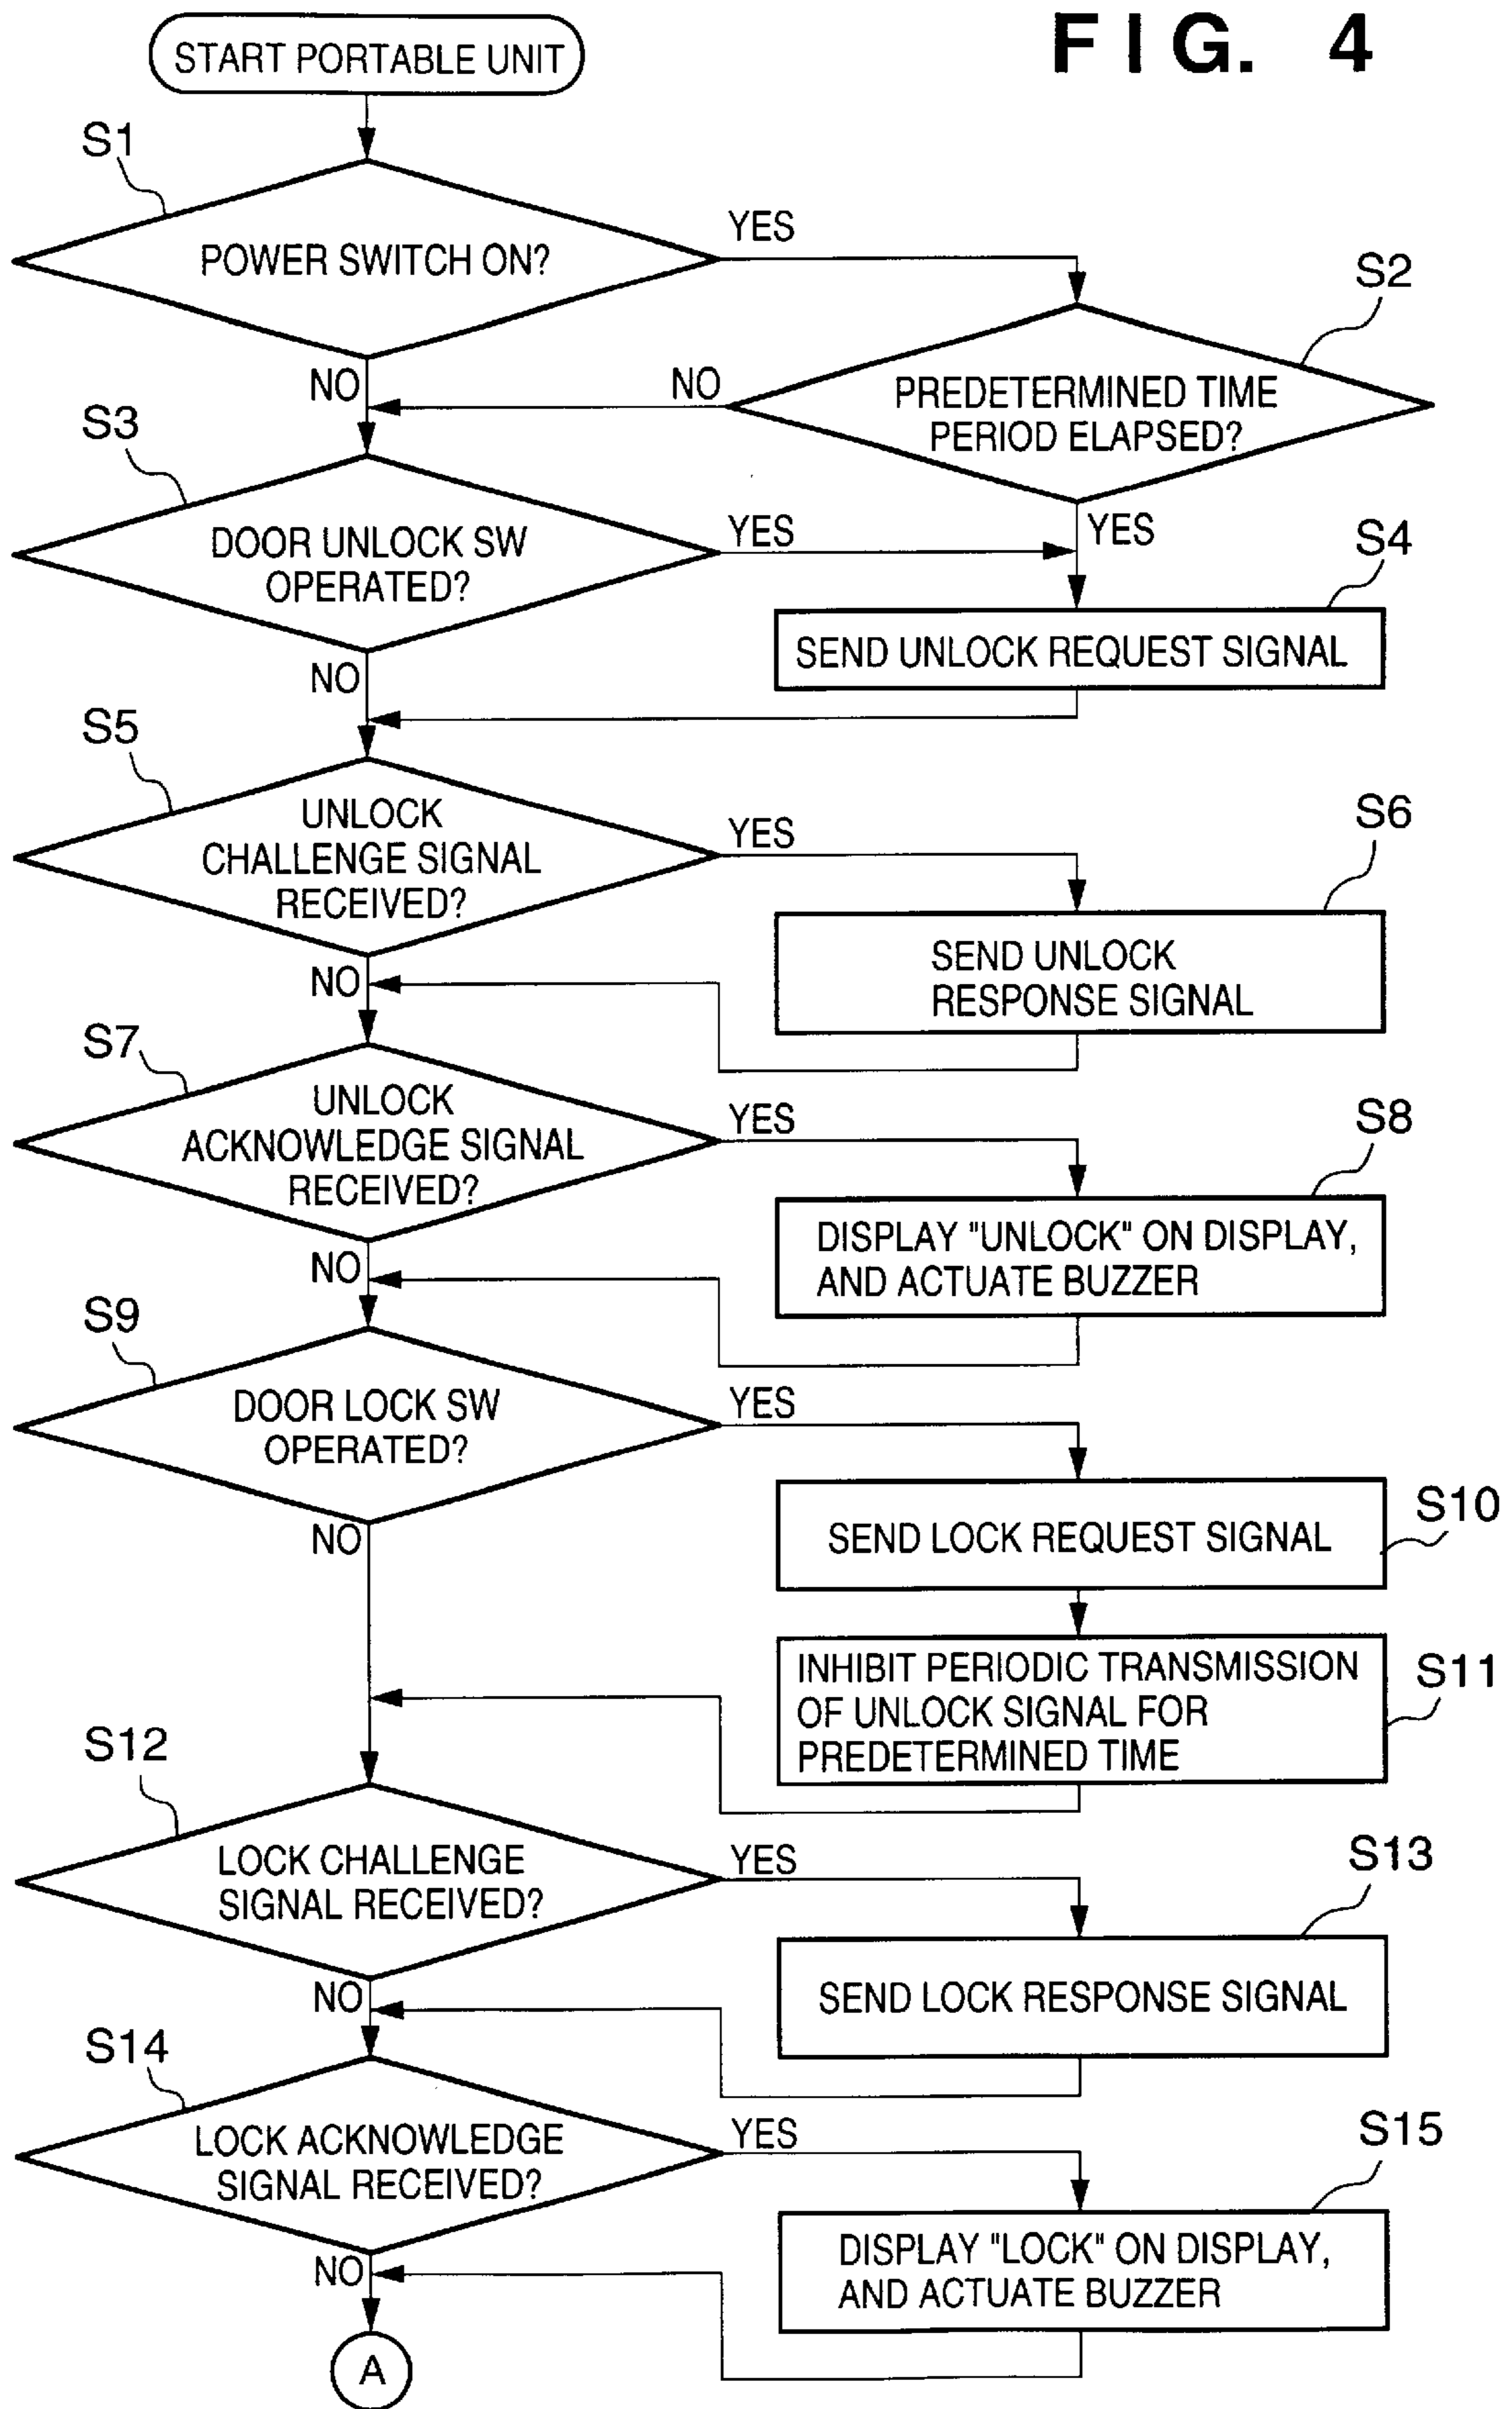 FIG. 4
START PORTABLE UNIT
S1
POWER SWITCH ON?
YES
NO
S2
PREDETERMINED TIME
PERIOD ELAPSED?
NO
YES
S3
DOOR UNLOCK SW
OPERATED?
YES
NO
S4
SEND UNLOCK REQUEST SIGNAL
S5
UNLOCK
CHALLENGE SIGNAL
RECEIVED?
YES
NO
S6
SEND UNLOCK
RESPONSE SIGNAL
S7
UNLOCK
ACKNOWLEDGE SIGNAL
RECEIVED?
YES
NO
S8
DISPLAY "UNLOCK" ON DISPLAY,
AND ACTUATE BUZZER
S9
DOOR LOCK SW
OPERATED?
YES
NO
S10
SEND LOCK REQUEST SIGNAL
S11
INHIBIT PERIODIC TRANSMISSION
OF UNLOCK SIGNAL FOR
PREDETERMINED TIME
S12
LOCK CHALLENGE
SIGNAL RECEIVED?
YES
NO
S13
SEND LOCK RESPONSE SIGNAL
S14
LOCK ACKNOWLEDGE
SIGNAL RECEIVED?
YES
NO
S15
DISPLAY "LOCK" ON DISPLAY,
AND ACTUATE BUZZER
A